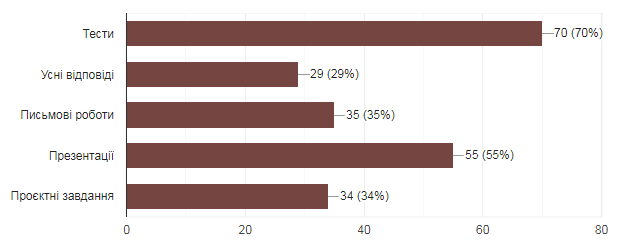 Тести 70 (70%)
Усні відповіді 29 (29%)
Письмові роботи 35 (35%)
Презентації 55 (55%)
Проєктні завдання 34 (34%)
0 20 40 60 80